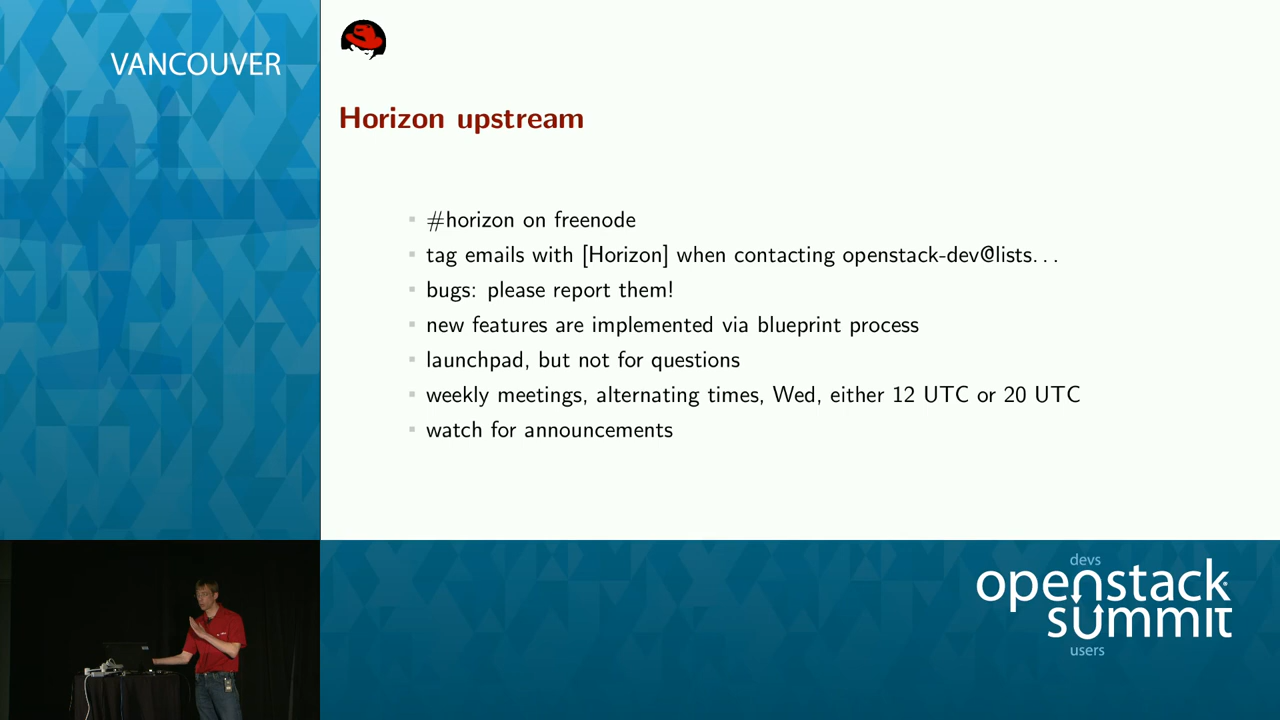 VANCOUVER
Horizon upstream
#horizon on freenode
tag emails with [Horizon] when contacting openstack-dev@lists...
bugs: please report them!
new features are implemented via blueprint process
launchpad, but not for questions
weekly meetings, alternating times, Wed, either 12 UTC or 20 UTC
watch for announcements
devs
openstack
summit
users